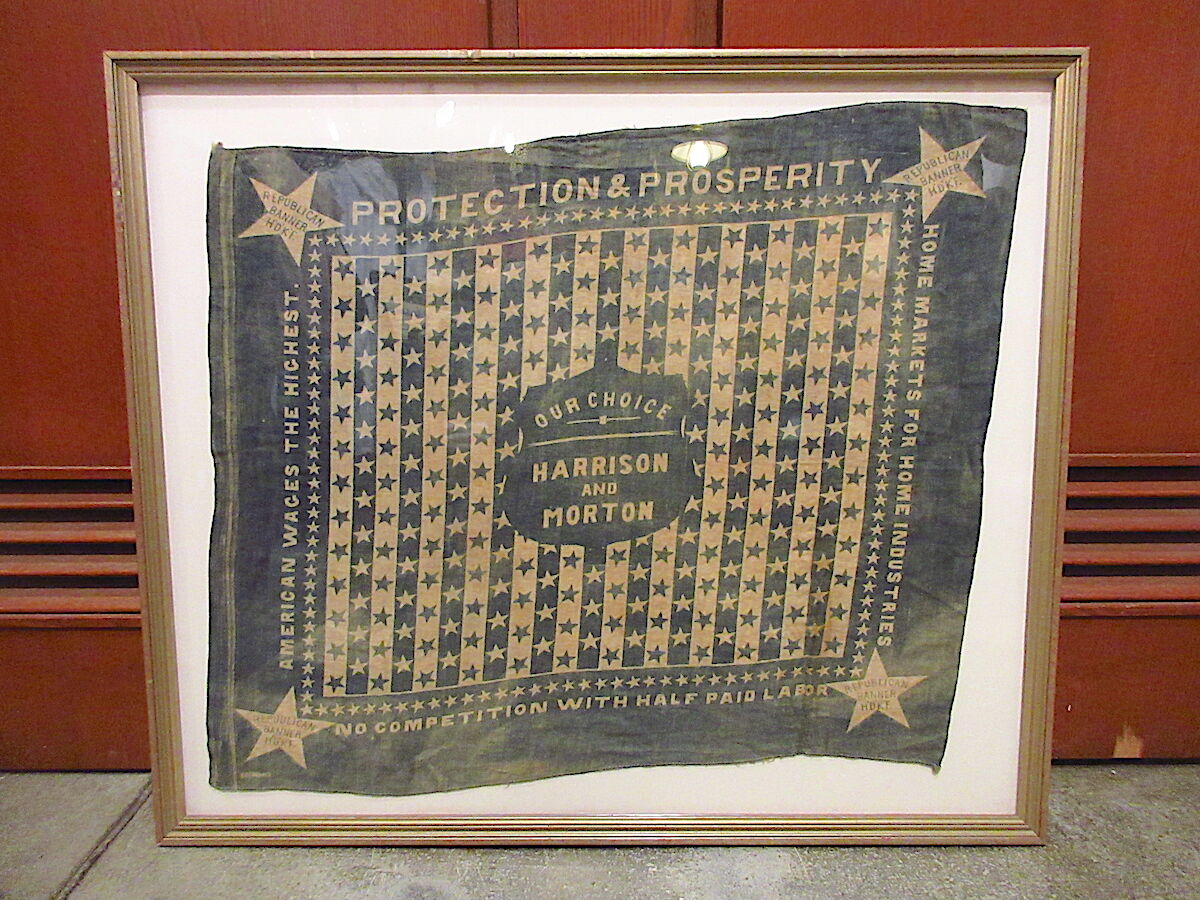 REPUBLICAN
BANNER
HDKF.
PROTECTION & PROSPERITY
REPUBLICAN
BANNER
HDKF.
AMERICAN WAGES THE HIGHEST.
HOME MARKETS FOR HOME INDUSTRIES
OUR CHOICE
HARRISON
AND
MORTON
REPUBLICAN
BANNER
HDKF.
NO COMPETITION WITH HALF PAID LABOR
REPUBLICAN
BANNER
HDKF.